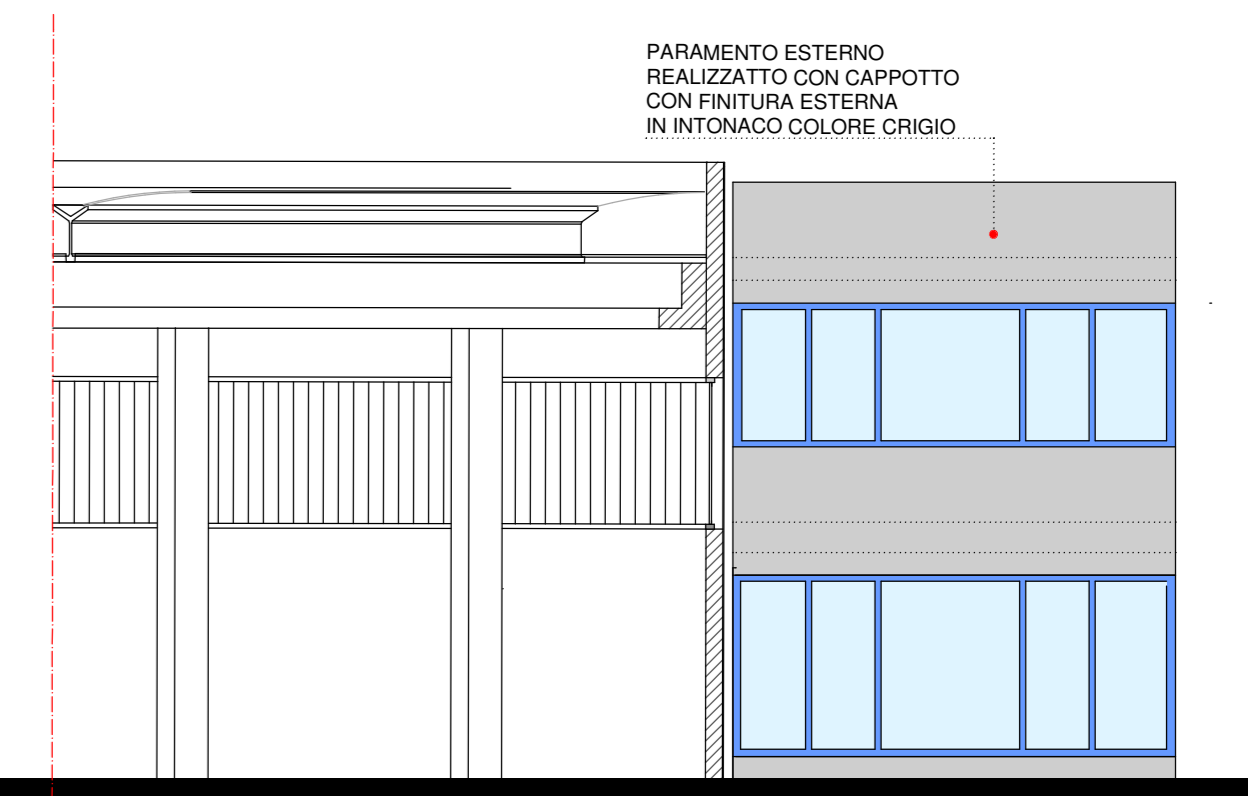 PARAMENTO ESTERNO
REALIZZATTO CON CAPPOTTO
CON FINITURA ESTERNA
IN INTONACO COLORE CRIGIO